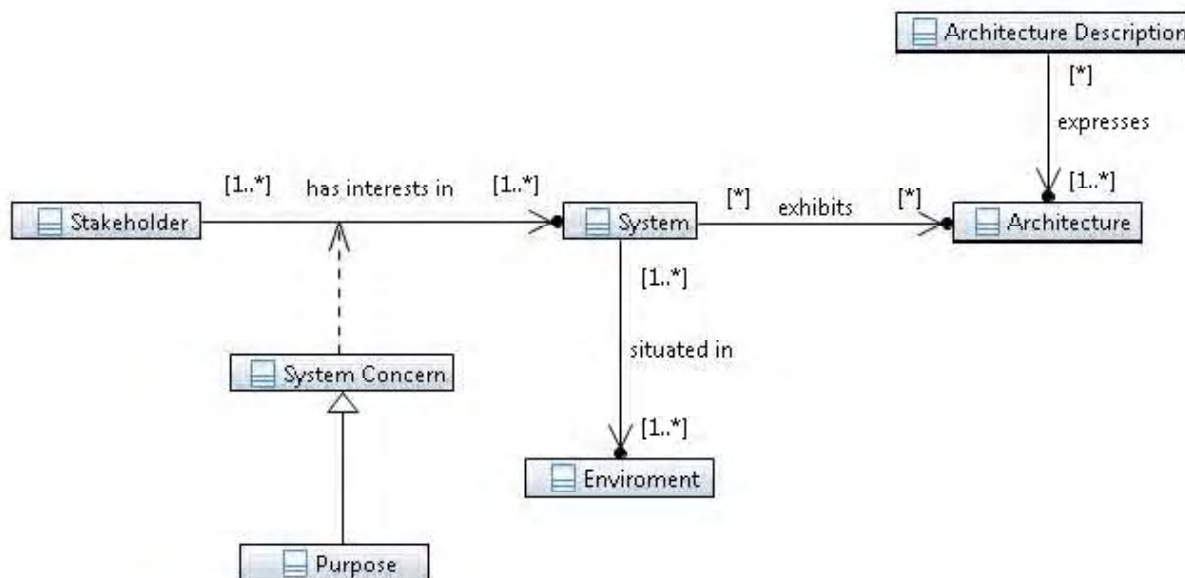 Architecture Description
[*]
expresses
[1..*]
[1..*] has interests in [1..*]
[*] exhibits [*]
Stakeholder
System
Architecture
[1..*]
situated in
System Concern
[1..*]
Enviroment
Purpose